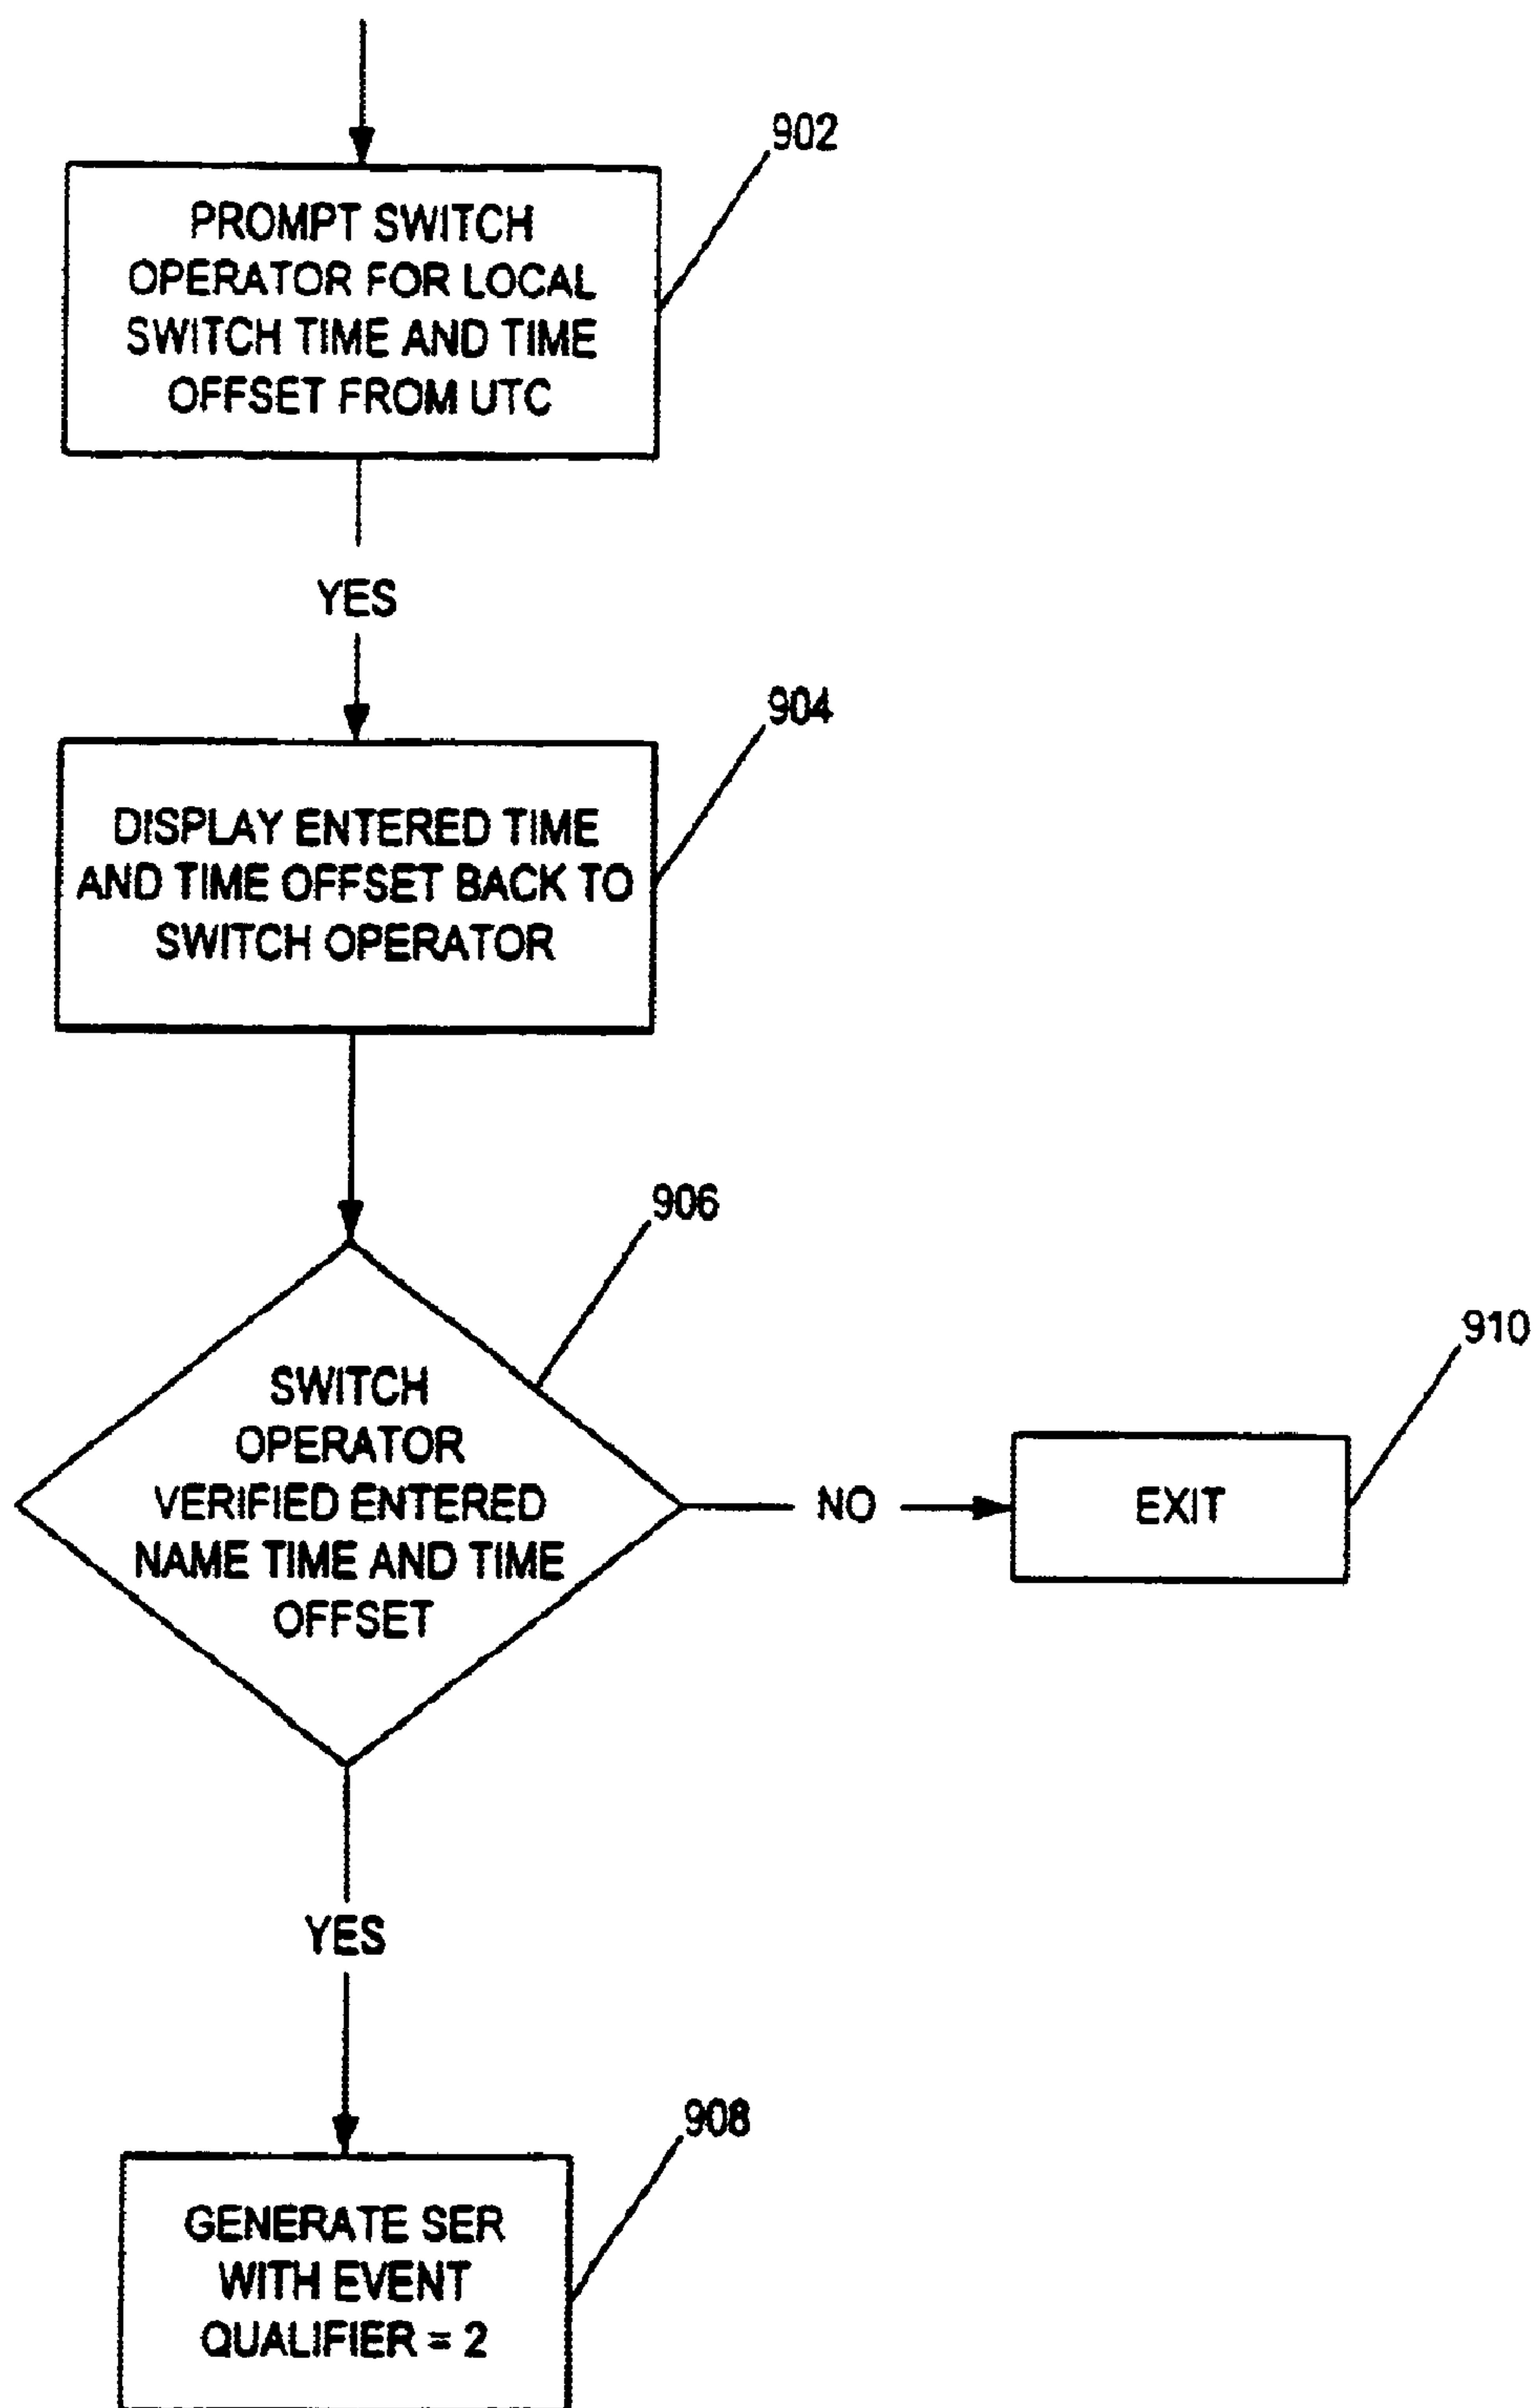 902
PROMPT SWITCH
OPERATOR FOR LOCAL
SWITCH TIME AND TIME
OFFSET FROM UTC
YES
904
DISPLAY ENTERED TIME
AND TIME OFFSET BACK TO
SWITCH OPERATOR
906
SWITCH
OPERATOR
VERIFIED ENTERED
NAME TIME AND TIME
OFFSET
NO
910
EXIT
YES
908
GENERATE SER
WITH EVENT
QUALIFIER = 2